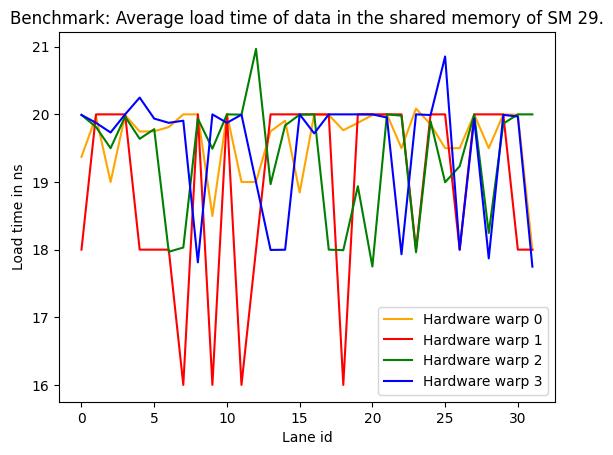 Benchmark: Average load time of data in the shared memory of SM 29.
Load time in ns
21
20
19
18
17
16
0
5
10
15
20
25
30
Lane id
Hardware warp 0
Hardware warp 1
Hardware warp 2
Hardware warp 3